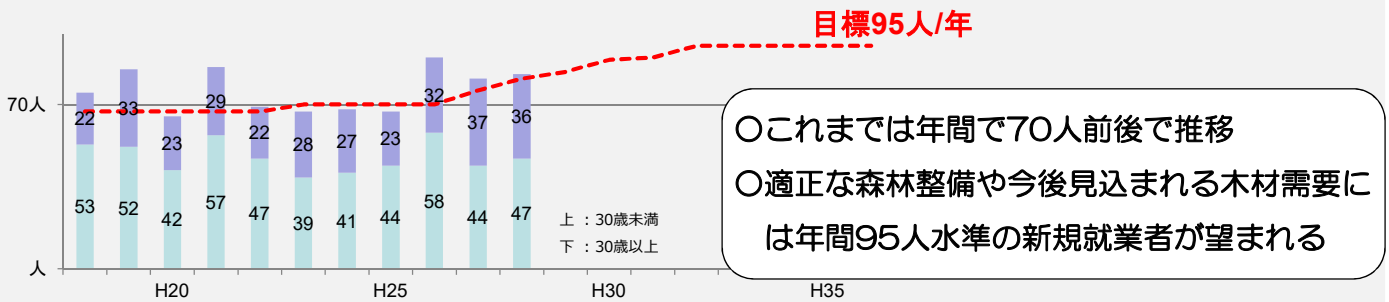 目標95人/年
70人
22 33 23 29 22 28 27 23 32 37 36
53 52 42 57 47 39 41 44 58 44 47
上 ：30歳未満
下 ：30歳以上
人
H20 H25 H30 H35
〇これまでは年間で70人前後で推移
〇適正な森林整備や今後見込まれる木材需要に
は年間95人水準の新規就業者が望まれる